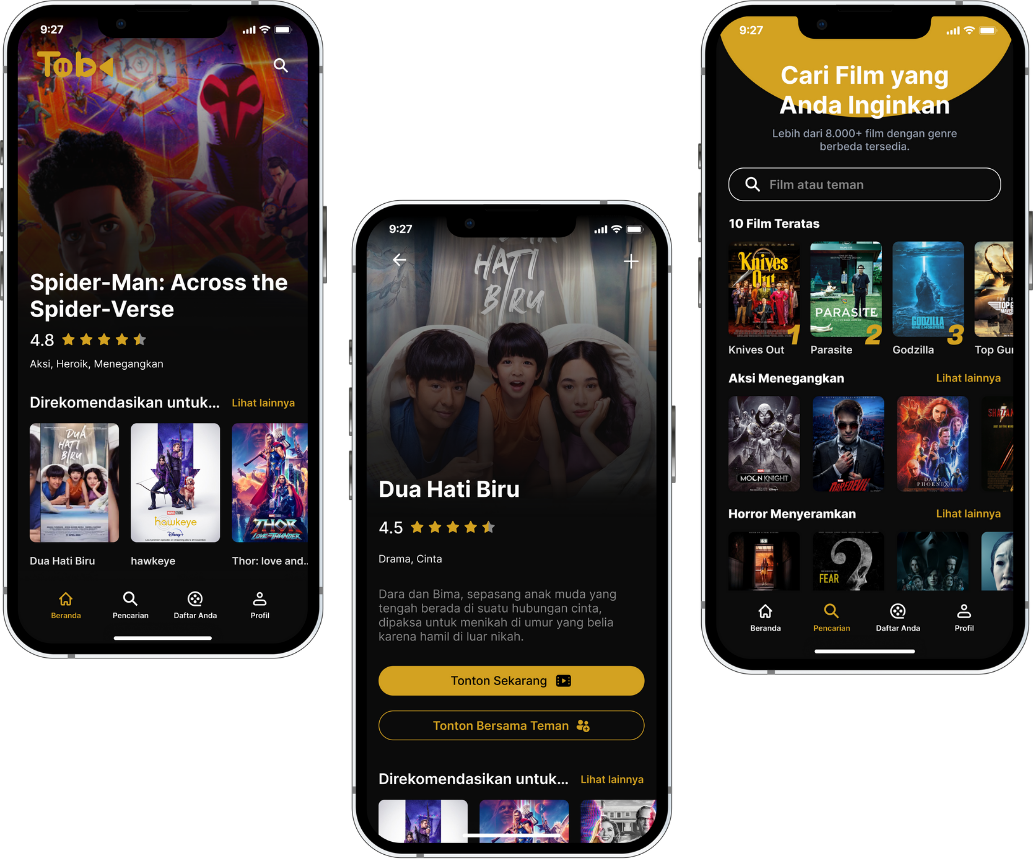 9:27
Tob
Spider-Man: Across the
Spider-Verse
4.8
Aksi, Heroik, Menegangkan
Direkomendasikan untuk... Lihat lainnya
DUA
HATI
BIRU
hawkeye
Disney+
THOR
LOVE AND THUNDER
Dua Hati Biru hawkeye Thor: love and..
Beranda Pencarian Daftar Anda Profil
9:27
HATI
BIRU
Dua Hati Biru
4.5
Drama, Cinta
Dara dan Bima, sepasang anak muda yang
tengah berada di suatu hubungan cinta,
dipaksa untuk menikah di umur yang belia
karena hamil di luar nikah.
Tonton Sekarang
Tonton Bersama Teman
Direkomendasikan untuk... Lihat lainnya
9:27
Cari Film yang
Anda Inginkan
Lebih dari 8.000+ film dengan genre
berbeda tersedia.
Film atau teman
10 Film Teratas
Knives
Out
1
PARASITE
2
GODZILLA
3
TOP
Knives Out Parasite Godzilla Top Gur
Aksi Menegangkan Lihat lainnya
MOON KNIGHT
DAREDEVIL
DARK
PHOENIX
Horror Menyeramkan Lihat lainnya
FEAR
Beranda Pencarian Daftar Anda Profil